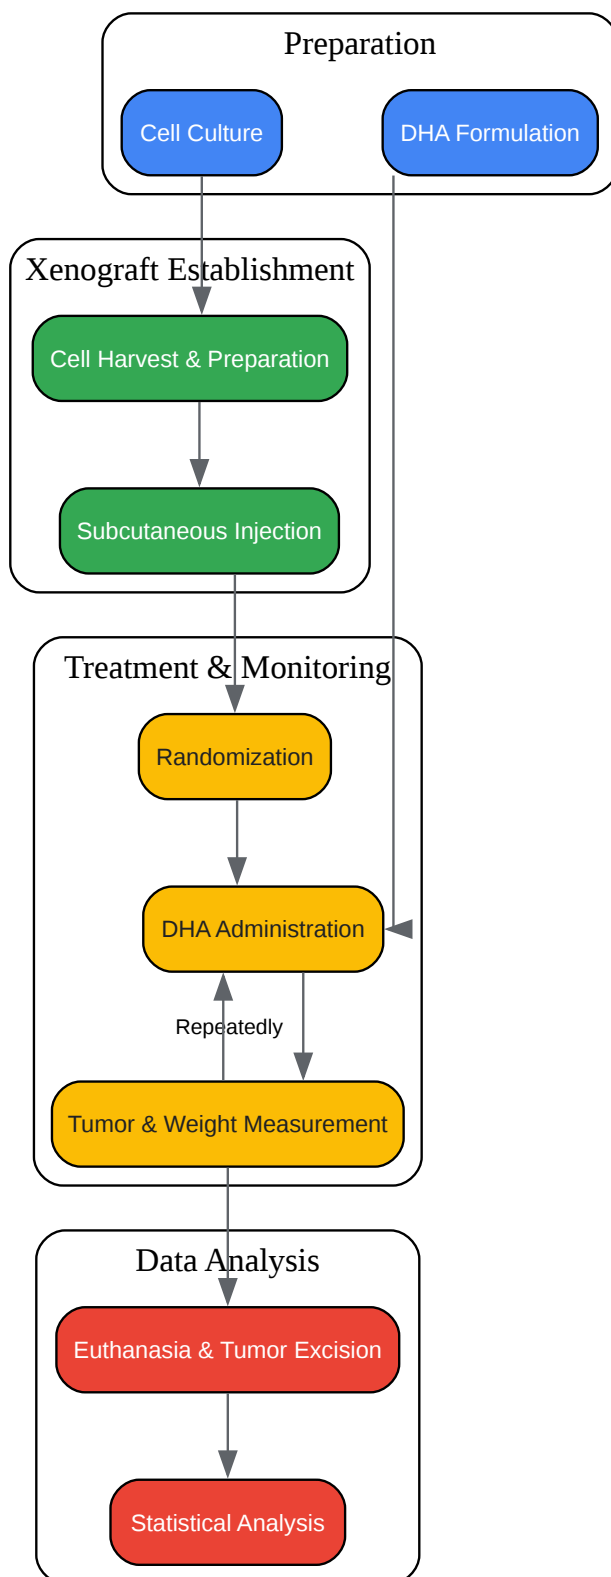 Preparation
Cell Culture
DHA Formulation
Xenograft Establishment
Cell Harvest & Preparation
Subcutaneous Injection
Treatment & Monitoring
Randomization
DHA Administration
Repeatedly
Tumor & Weight Measurement
Data Analysis
Euthanasia & Tumor Excision
Statistical Analysis